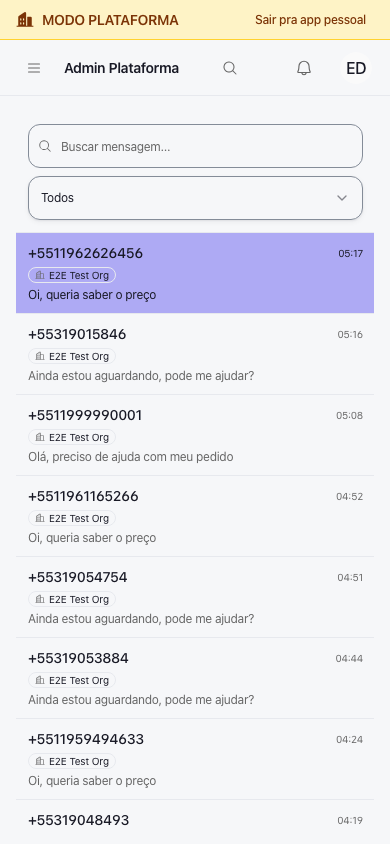 MODO PLATAFORMA
Sair pra app pessoal
Admin Plataforma
ED
Buscar mensagem...
Todos
+5511962626456
05:17
E2E Test Org
Oi, queria saber o preço
+55319015846
05:16
E2E Test Org
Ainda estou aguardando, pode me ajudar?
+5511999990001
05:08
E2E Test Org
Olá, preciso de ajuda com meu pedido
+5511961165266
04:52
E2E Test Org
Oi, queria saber o preço
+55319054754
04:51
E2E Test Org
Ainda estou aguardando, pode me ajudar?
+55319053884
04:44
E2E Test Org
Ainda estou aguardando, pode me ajudar?
+5511959494633
04:24
E2E Test Org
Oi, queria saber o preço
+55319048493
04:19